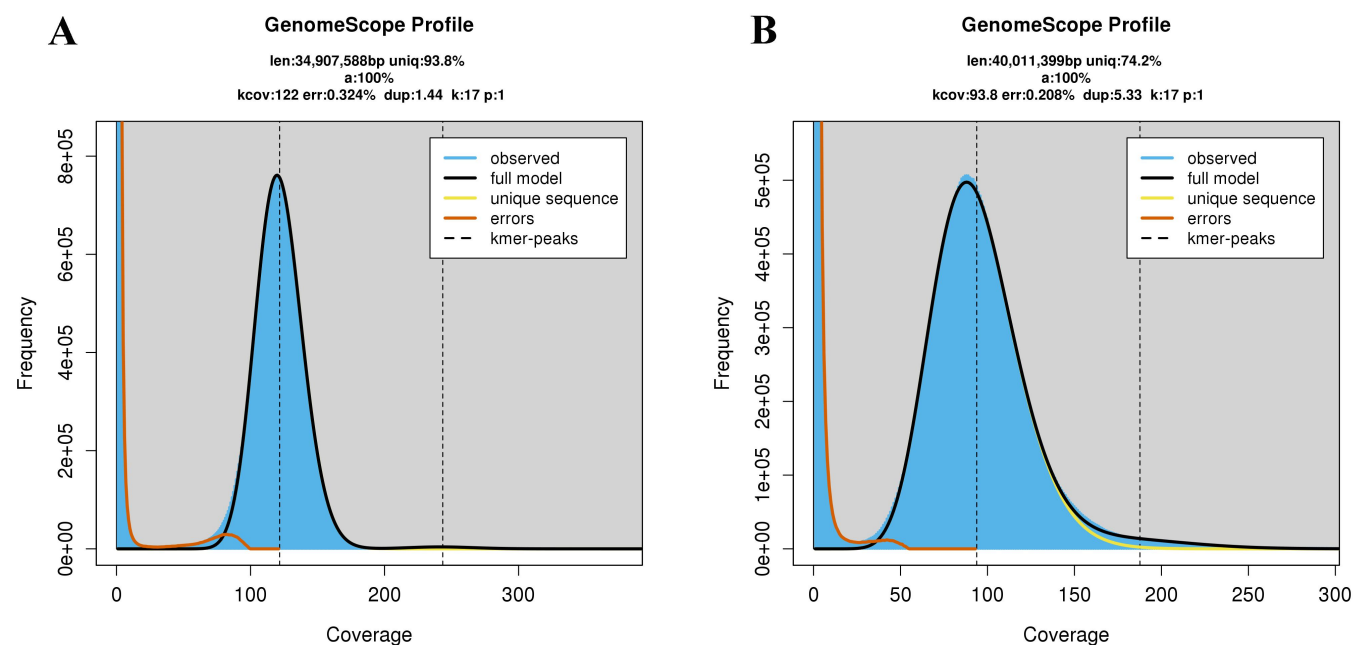 A
GenomeScope Profile
len:34,907,588bp uniq:93.8%
a:100%
kcov:122 err:0.324% dup:1.44 k:17 p:1
observed
full model
unique sequence
errors
kmer-peaks
Frequency
0e+00
2e+05
4e+05
6e+05
8e+05
0
100
200
300
Coverage
B
GenomeScope Profile
len:40,011,399bp uniq:74.2%
a:100%
kcov:93.8 err:0.208% dup:5.33 k:17 p:1
observed
full model
unique sequence
errors
kmer-peaks
Frequency
0e+00
1e+05
2e+05
3e+05
4e+05
5e+05
0
50
100
150
200
250
300
Coverage